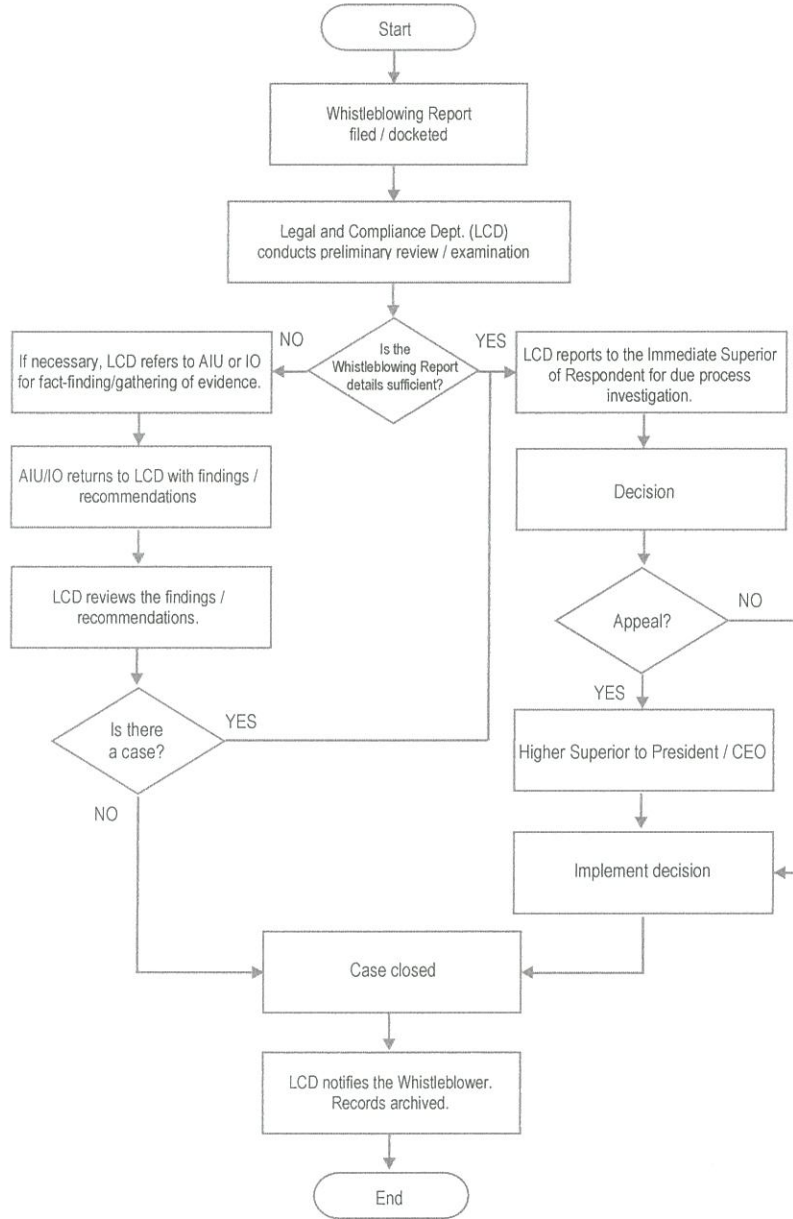 Start
Whistleblowing Report
filed / docketed
Legal and Compliance Dept. (LCD)
conducts preliminary review / examination
Is the
Whistleblowing Report
details sufficient?
NO
YES
If necessary, LCD refers to AIU or IO
for fact-finding/gathering of evidence.
AIU/IO returns to LCD with findings /
recommendations
LCD reviews the findings /
recommendations.
Is there
a case?
YES
NO
LCD reports to the Immediate Superior
of Respondent for due process
investigation.
Decision
Appeal?
NO
YES
Higher Superior to President / CEO
Implement decision
Case closed
LCD notifies the Whistleblower.
Records archived.
End